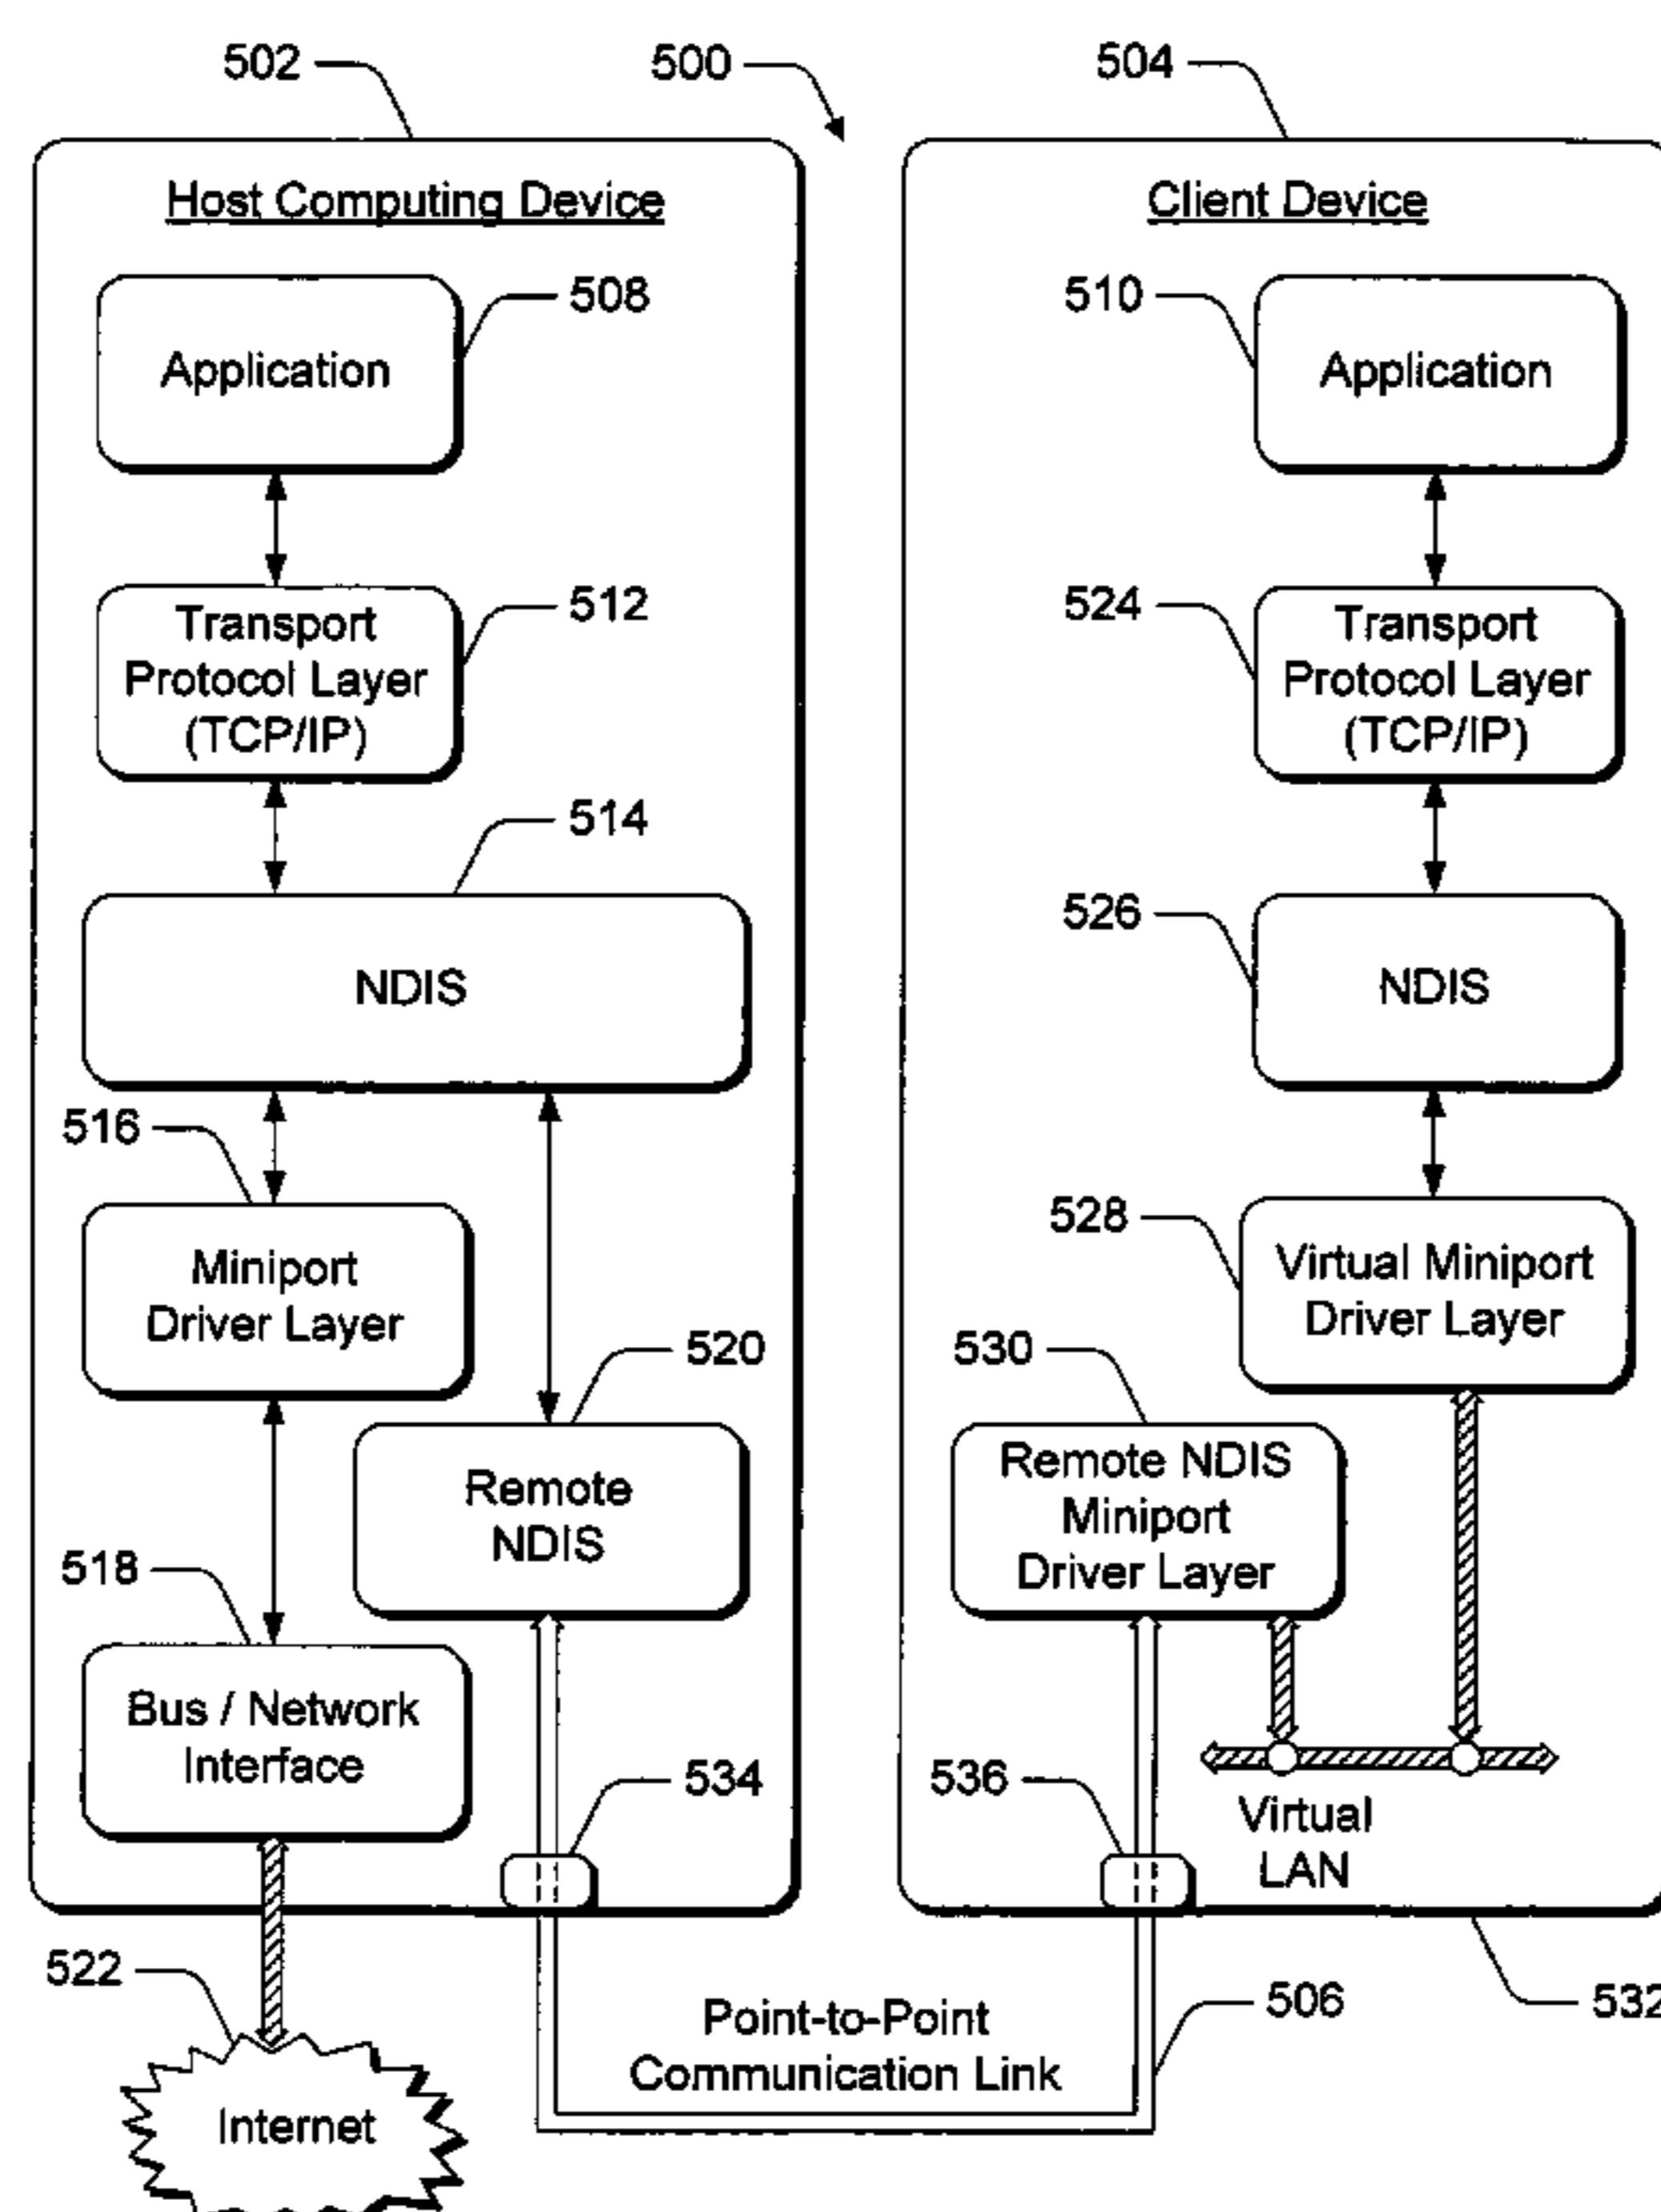 502
500
504
Host Computing Device
Client Device
508
510
Application
Application
512
524
Transport
Protocol Layer
(TCP/IP)
Transport
Protocol Layer
(TCP/IP)
514
526
NDIS
NDIS
516
528
Miniport
Driver Layer
Virtual Miniport
Driver Layer
520
530
Remote
NDIS
Remote NDIS
Miniport
Driver Layer
518
Bus / Network
Interface
534
536
Virtual
LAN
522
506
532
Point-to-Point
Communication Link
Internet